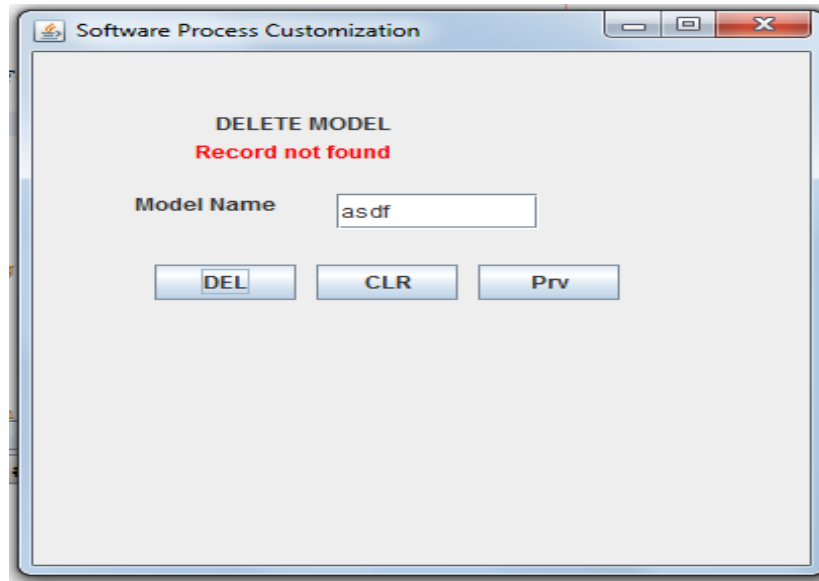 Software Process Customization
DELETE MODEL
Record not found
Model Name asdf
DEL CLR Prv